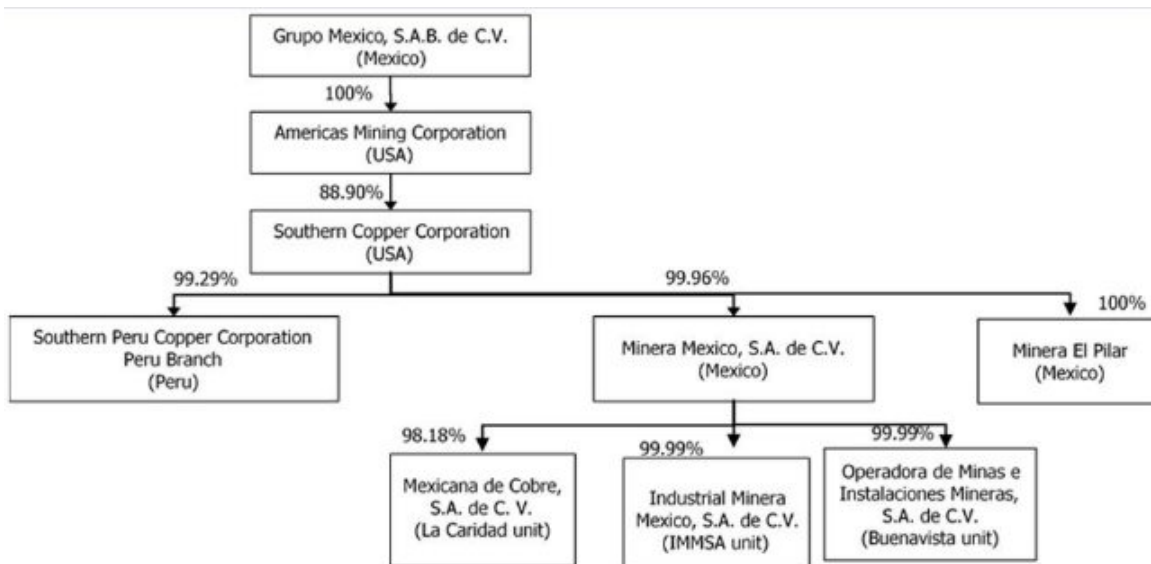 Grupo Mexico, S.A.B. de C.V.
(Mexico)
100%
Americas Mining Corporation
(USA)
88.90%
Southern Copper Corporation
(USA)
99.29%
99.96%
100%
Southern Peru Copper Corporation
Peru Branch
(Peru)
Minera Mexico, S.A. de C.V.
(Mexico)
Minera El Pilar
(Mexico)
98.18%
99.99%
99.99%
Mexicana de Cobre,
S.A. de C. V.
(La Caridad unit)
Industrial Minera
Mexico, S.A. de C.V.
(IMMSA unit)
Operadora de Minas e
Instalaciones Mineras,
S.A. de C.V.
(Buenavista unit)